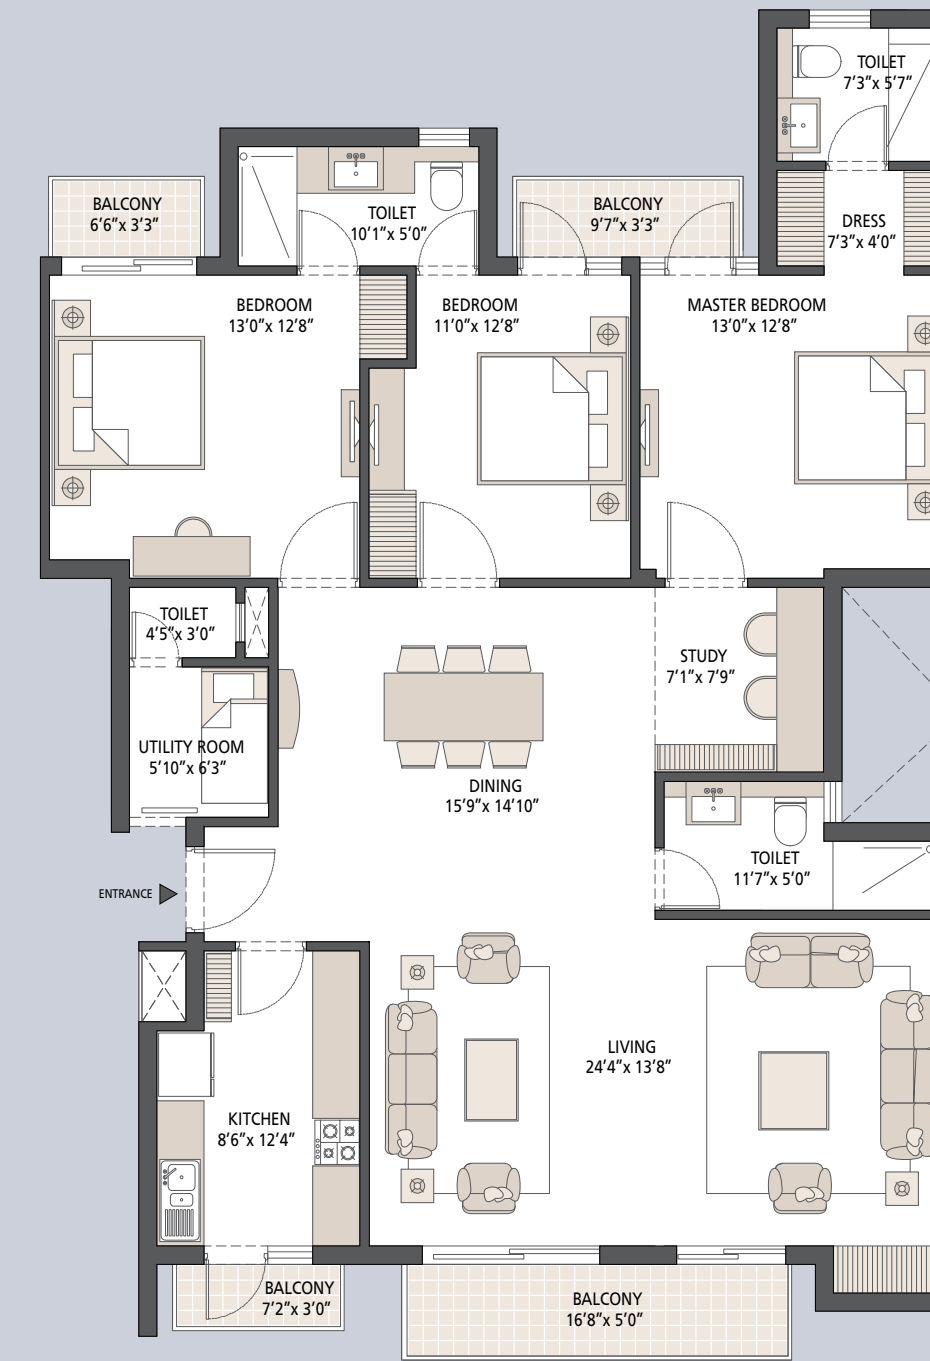 TOILET
7'3"x 5'7"
BALCONY
6'6"x 3'3"
TOILET
10'1"x 5'0"
BALCONY
9'7"x 3'3"
DRESS
7'3"x 4'0"
BEDROOM
13'0"x 12'8"
BEDROOM
11'0"x 12'8"
MASTER BEDROOM
13'0"x 12'8"
TOILET
4'5"x 3'0"
STUDY
7'1"x 7'9"
UTILITY ROOM
5'10"x 6'3"
DINING
15'9"x 14'10"
TOILET
11'7"x 5'0"
ENTRANCE
LIVING
24'4"x 13'8"
KITCHEN
8'6"x 12'4"
BALCONY
7'2"x 3'0"
BALCONY
16'8"x 5'0"